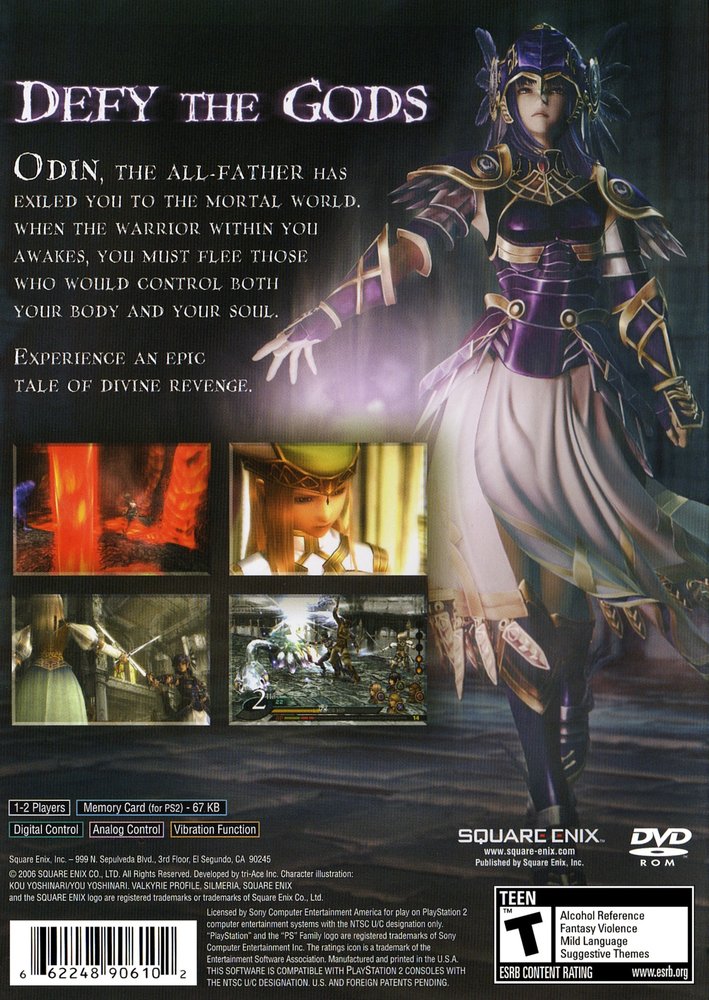 DEFY THE GODS
ODIN, THE ALL-FATHER HAS
EXILED YOU TO THE MORTAL WORLD.
WHEN THE WARRIOR WITHIN YOU
AWAKES, YOU MUST FLEE THOSE
WHO WOULD CONTROL BOTH
YOUR BODY AND YOUR SOUL.
EXPERIENCE AN EPIC
TALE OF DIVINE REVENGE.
2
22
14
1-2 Players
Memory Card (for PS2) - 67 KB
Digital Control
Analog Control
Vibration Function
SQUARE ENIX™
www.square-enix.com
Published by Square Enix, Inc.
DVD
ROM
Square Enix, Inc. – 999 N. Sepulveda Blvd., 3rd Floor, El Segundo, CA 90245
© 2006 SQUARE ENIX CO., LTD. All Rights Reserved. Developed by tri-Ace Inc. Character illustration:
KOU YOSHINARI/YOU YOSHINARI. VALKYRIE PROFILE, SILMERIA, SQUARE ENIX
and the SQUARE ENIX logo are registered trademarks or trademarks of Square Enix Co., Ltd.
Licensed by Sony Computer Entertainment America for play on PlayStation 2
computer entertainment systems with the NTSC U/C designation only.
"PlayStation" and the "PS" Family logo are registered trademarks of Sony
Computer Entertainment Inc. The ratings icon is a trademark of the
Entertainment Software Association. Manufactured and printed in the U.S.A.
THIS SOFTWARE IS COMPATIBLE WITH PLAYSTATION 2 CONSOLES WITH
THE NTSC U/C DESIGNATION. U.S. AND FOREIGN PATENTS PENDING.
6 62248 90610 2
TEEN
T
Alcohol Reference
Fantasy Violence
Mild Language
Suggestive Themes
ESRB CONTENT RATING
www.esrb.org